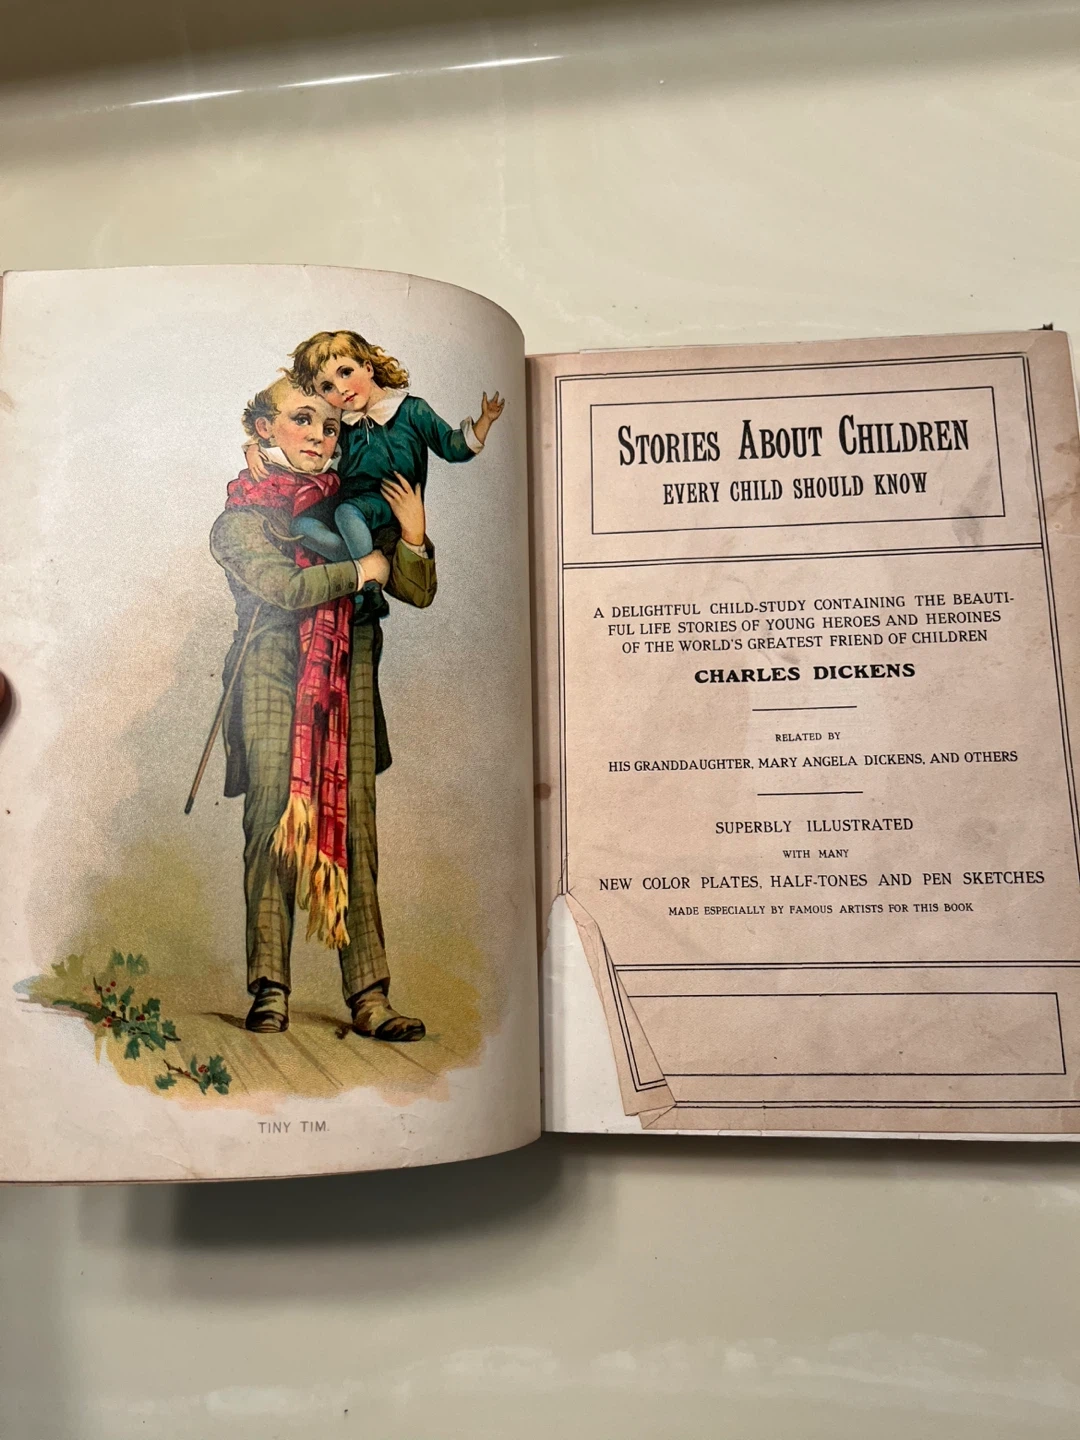 TINY TIM.
STORIES ABOUT CHILDREN
EVERY CHILD SHOULD KNOW
A DELIGHTFUL CHILD-STUDY CONTAINING THE BEAUTI-
FUL LIFE STORIES OF YOUNG HEROES AND HEROINES
OF THE WORLD'S GREATEST FRIEND OF CHILDREN
CHARLES DICKENS
RELATED BY
HIS GRANDDAUGHTER, MARY ANGELA DICKENS, AND OTHERS
SUPERBLY ILLUSTRATED
WITH MANY
NEW COLOR PLATES, HALF-TONES AND PEN SKETCHES
MADE ESPECIALLY BY FAMOUS ARTISTS FOR THIS BOOK